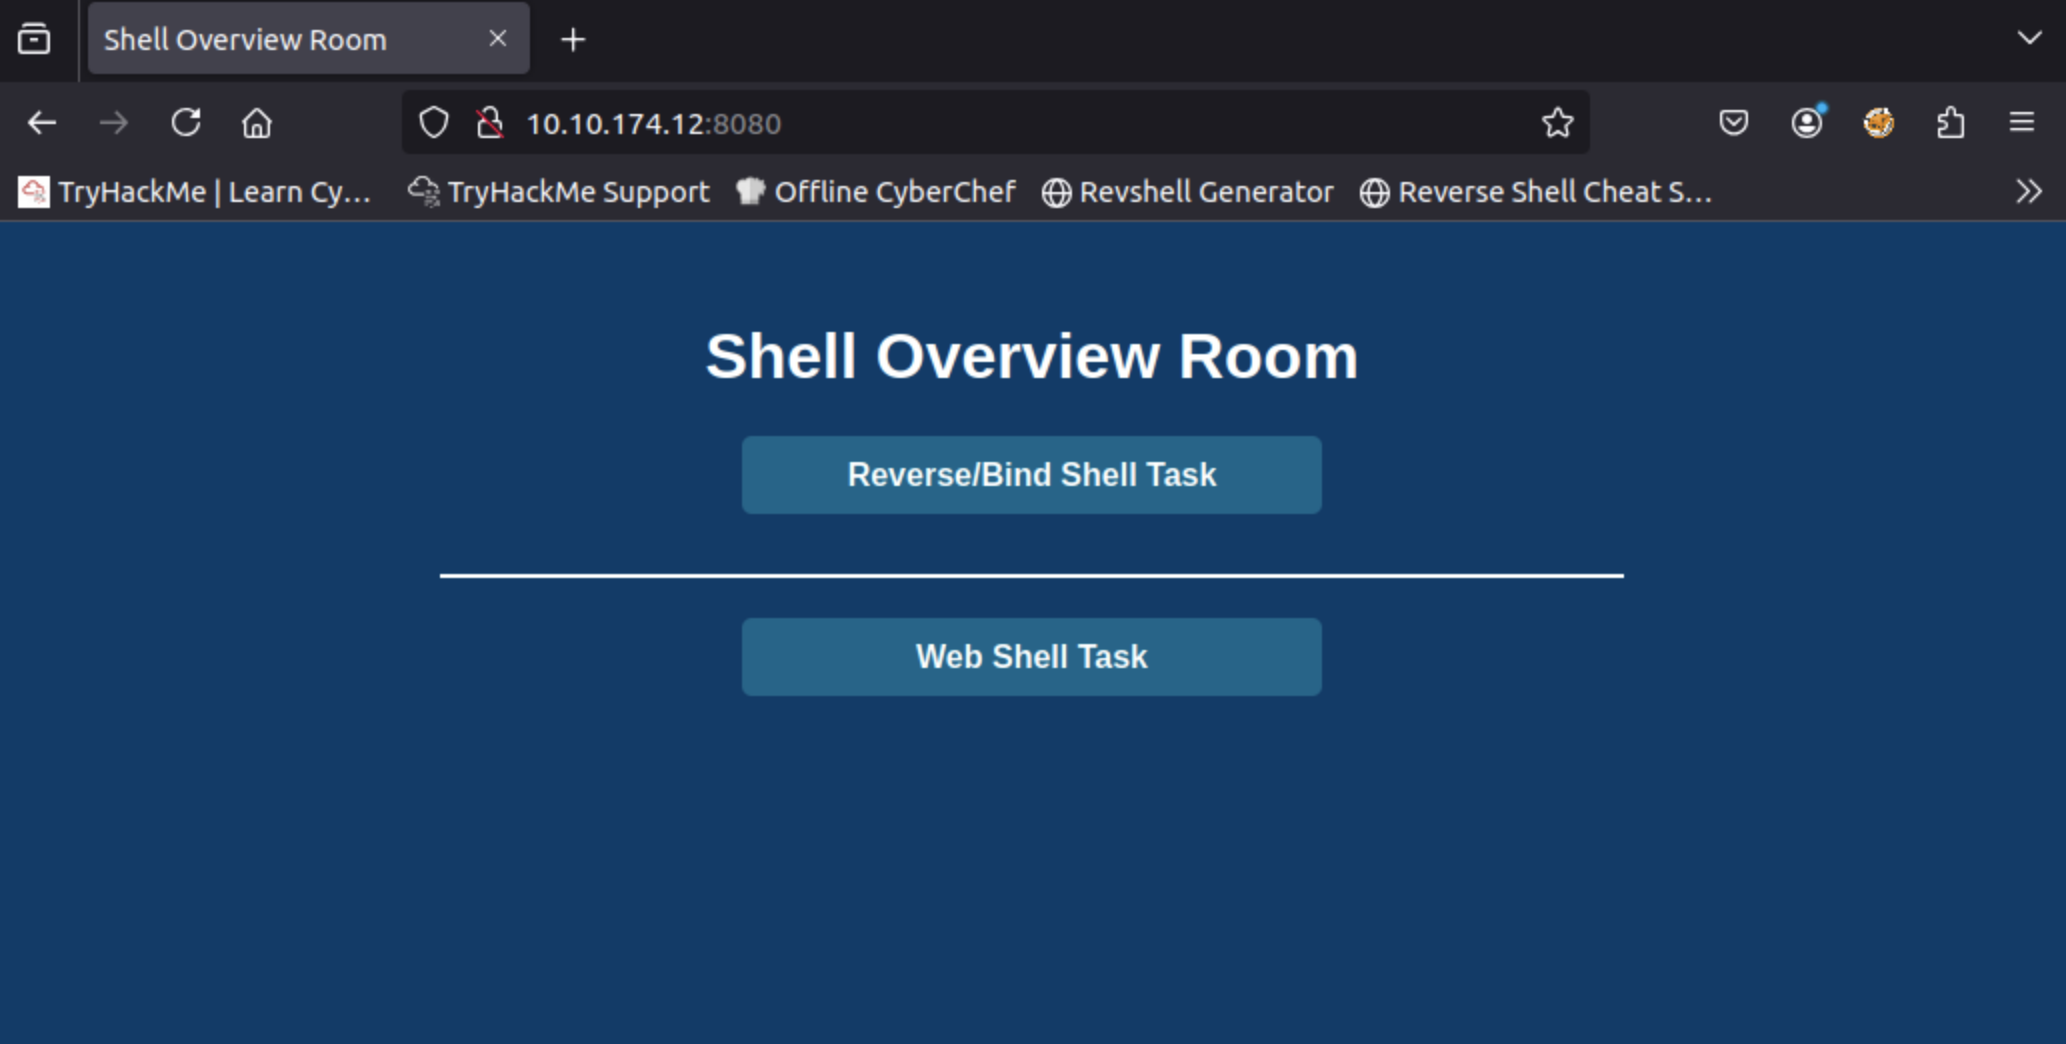 Shell Overview Room
10.10.174.12:8080
TryHackMe | Learn Cy… TryHackMe Support Offline CyberChef Revshell Generator Reverse Shell Cheat S…
Shell Overview Room
Reverse/Bind Shell Task
Web Shell Task